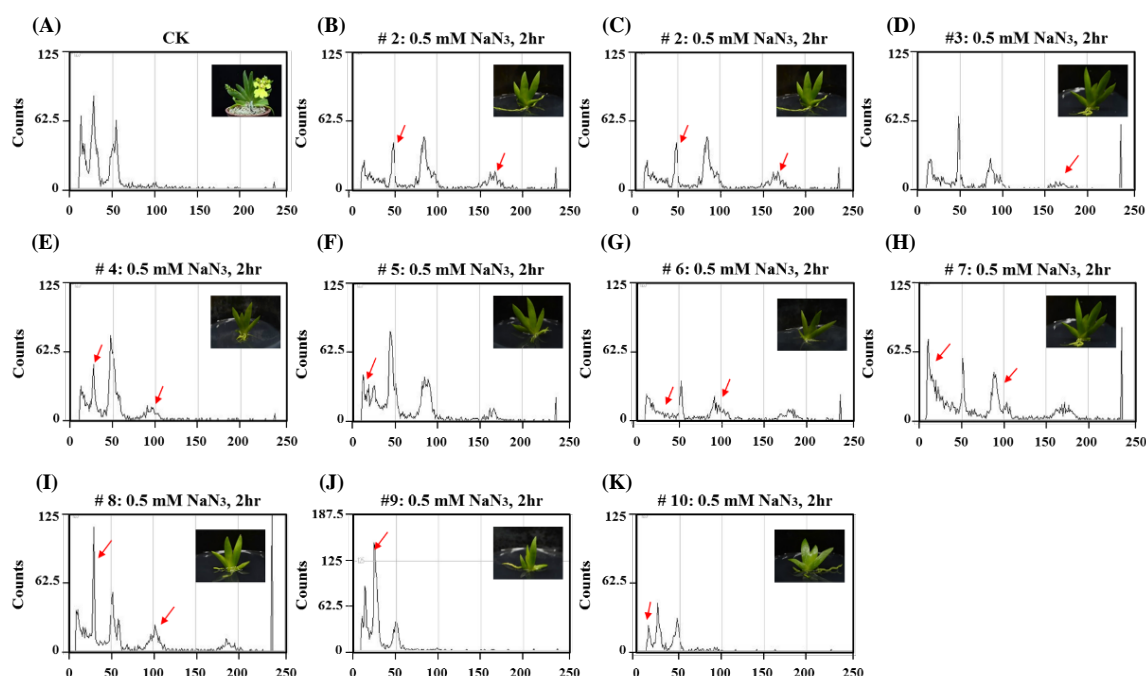 (A) (B) (C) (D)
CK # 2: 0.5 mM NaN3, 2hr # 2: 0.5 mM NaN3, 2hr #3: 0.5 mM NaN3, 2hr
125 125 125 125
Counts Counts Counts Counts
62.5 62.5 62.5 62.5
0 0 0 0
0 50 100 150 200 250 0 50 100 150 200 250 0 50 100 150 200 250 0 50 100 150 200 250
(E) (F) (G) (H)
# 4: 0.5 mM NaN3, 2hr # 5: 0.5 mM NaN3, 2hr # 6: 0.5 mM NaN3, 2hr # 7: 0.5 mM NaN3, 2hr
125 125 125 125
Counts Counts Counts Counts
62.5 62.5 62.5 62.5
0 0 0 0
0 50 100 150 200 250 0 50 100 150 200 250 0 50 100 150 200 250 0 50 100 150 200 250
(I) (J) (K)
# 8: 0.5 mM NaN3, 2hr #9: 0.5 mM NaN3, 2hr # 10: 0.5 mM NaN3, 2hr
125 187.5 125
Counts Counts Counts
125
62.5 62.5 62.5
0 0 0
0 50 100 150 200 250 0 50 100 150 200 250 0 50 100 150 200 250